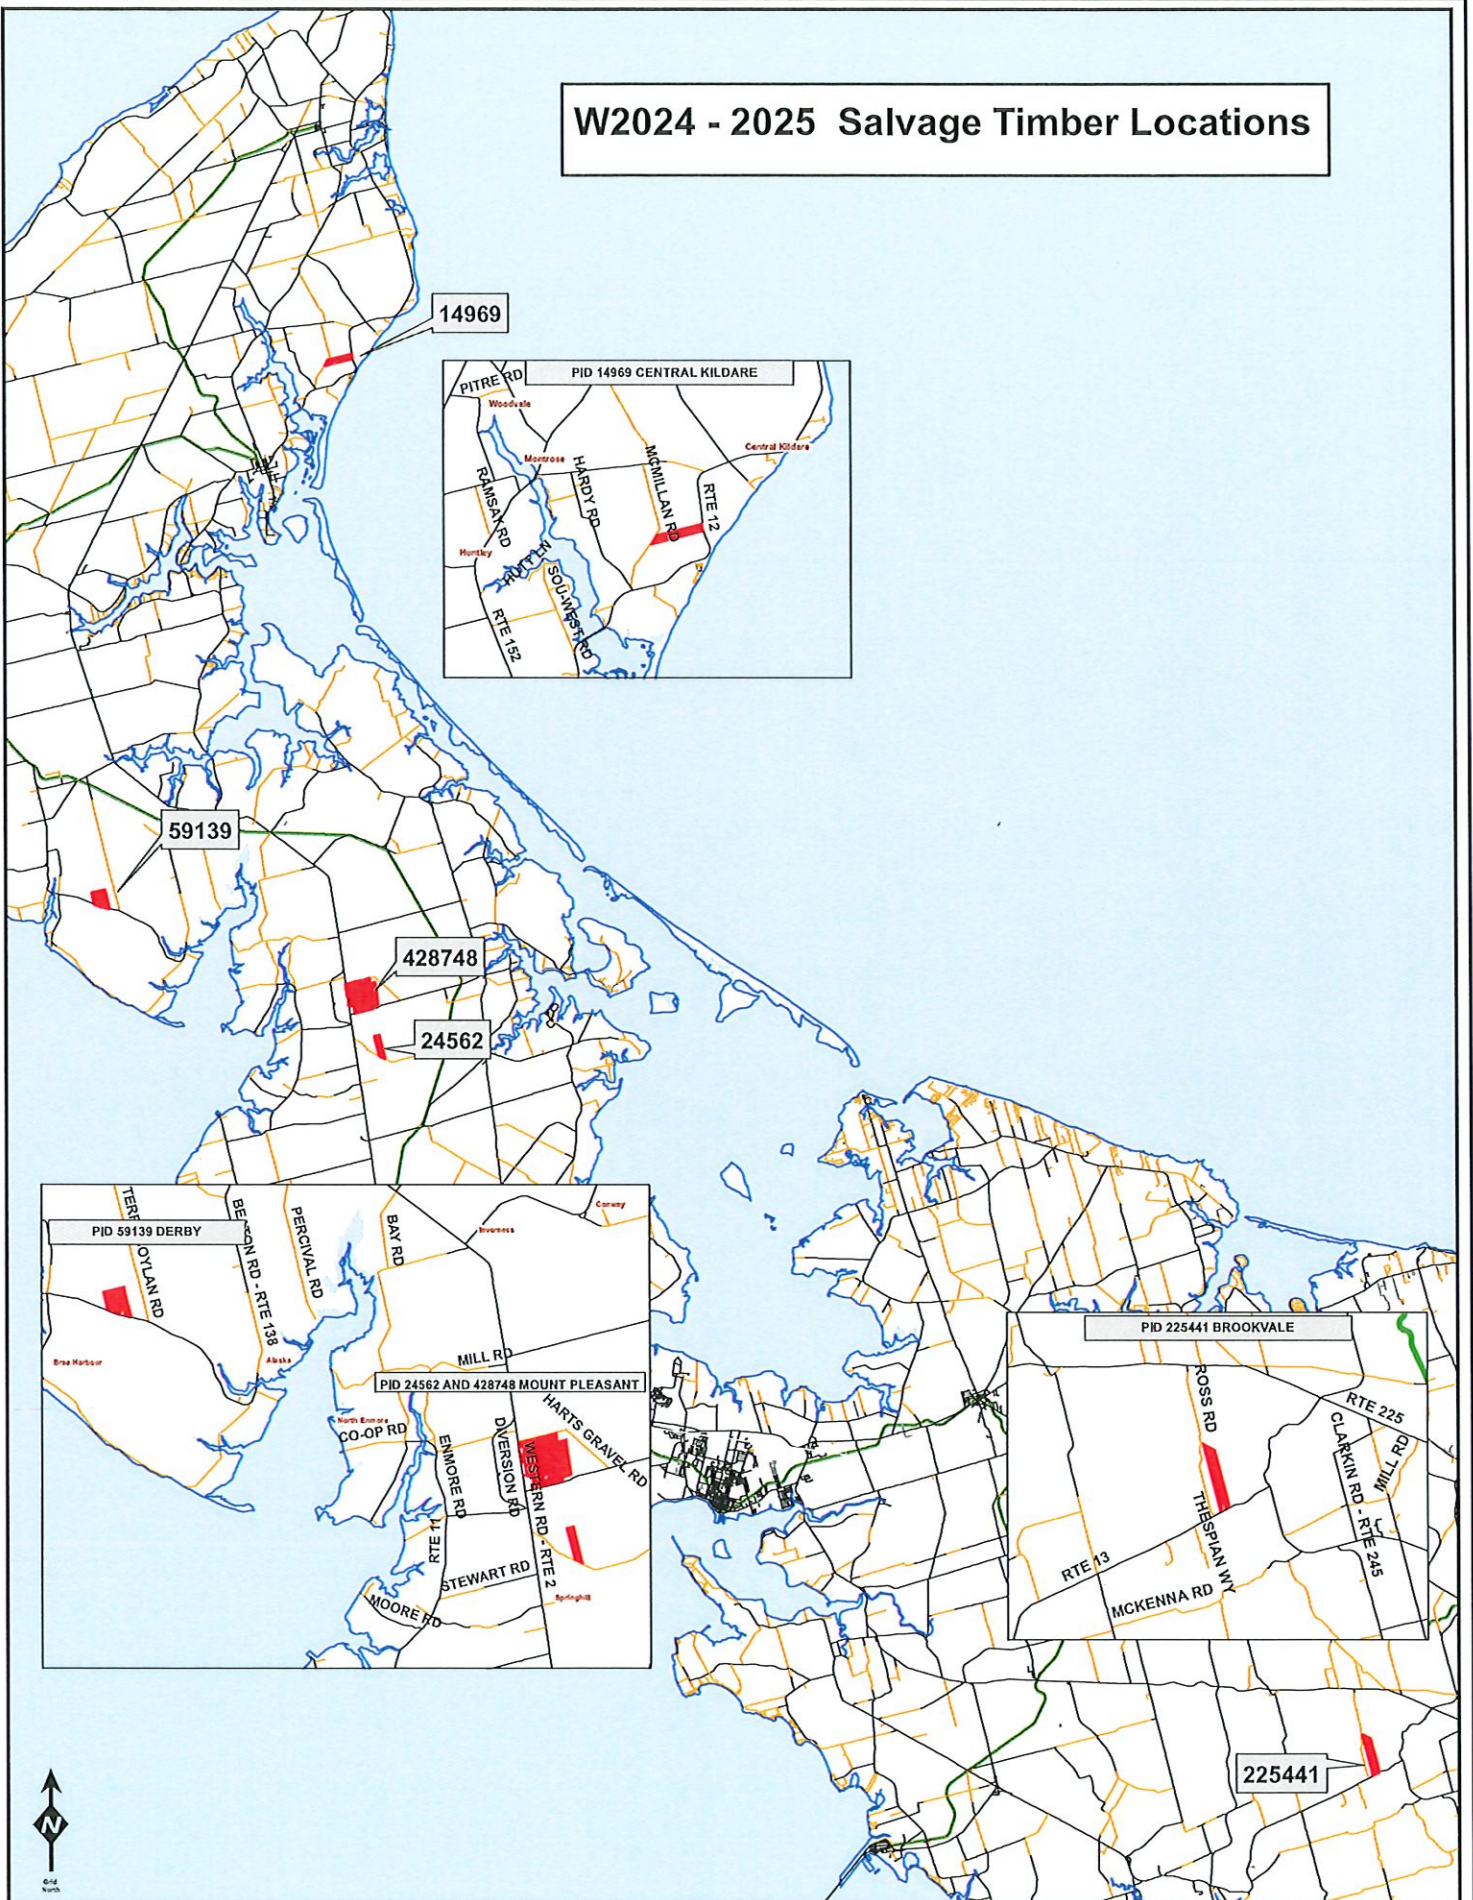 W2024 - 2025 Salvage Timber Locations
14969
PID 14969 CENTRAL KILDARE
PITRE RD
Woodvale
Montrose
Central Kildare
RAMSAY RD
HARDY RD
MCMILLAN RD
RTE 12
Huntley
HUTT LN
SOU-WEST RD
RTE 152
59139
428748
24562
PID 59139 DERBY
OYLAN RD
RTE 138
PERCIVAL RD
BAY RD
Inverness
Conway
Brae Harbour
Alaska
MILL RD
PID 24562 AND 428748 MOUNT PLEASANT
North Enmore
CO-OP RD
ENMORE RD
DIVERSION RD
WESTERN RD - RTE 2
HARTS GRAVEL RD
RTE 11
STEWART RD
MOORE RD
Springhill
PID 225441 BROOKVALE
ROSS RD
RTE 225
CLARKIN RD - RTE 245
MILL RD
THESPIAN WY
RTE 13
MCKENNA RD
225441
N
Grid
North